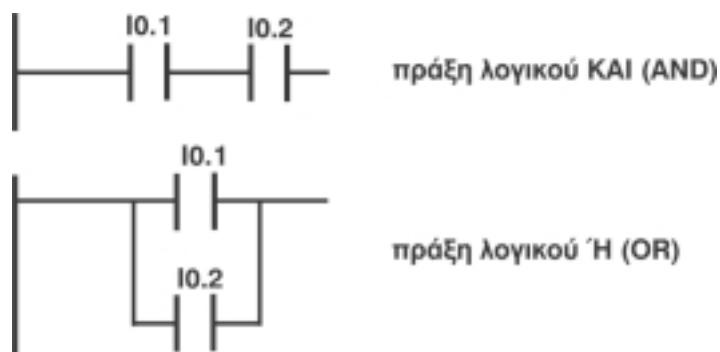 I0.1 I0.2
πράξη λογικού ΚΑΙ (AND)
I0.1
πράξη λογικού Ή (OR)
I0.2